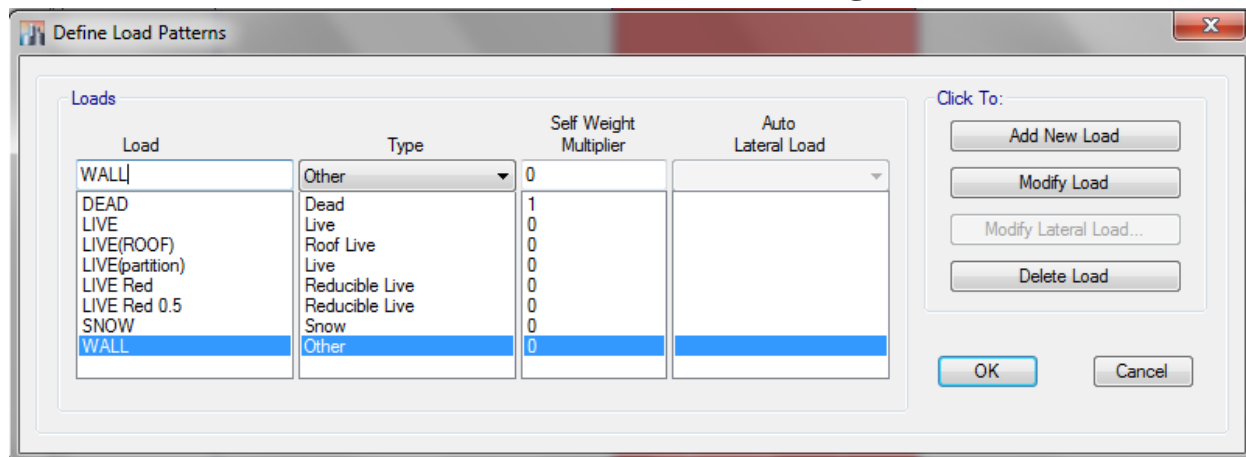 Define Load Patterns
Loads
Click To:
Load Type Self Weight Multiplier Auto Lateral Load
WALL Other 0
DEAD Dead 1
LIVE Live 0
LIVE(ROOF) Roof Live 0
LIVE(partition) Live 0
LIVE Red Reducible Live 0
LIVE Red 0.5 Reducible Live 0
SNOW Snow 0
WALL Other 0
Add New Load
Modify Load
Modify Lateral Load...
Delete Load
OK Cancel